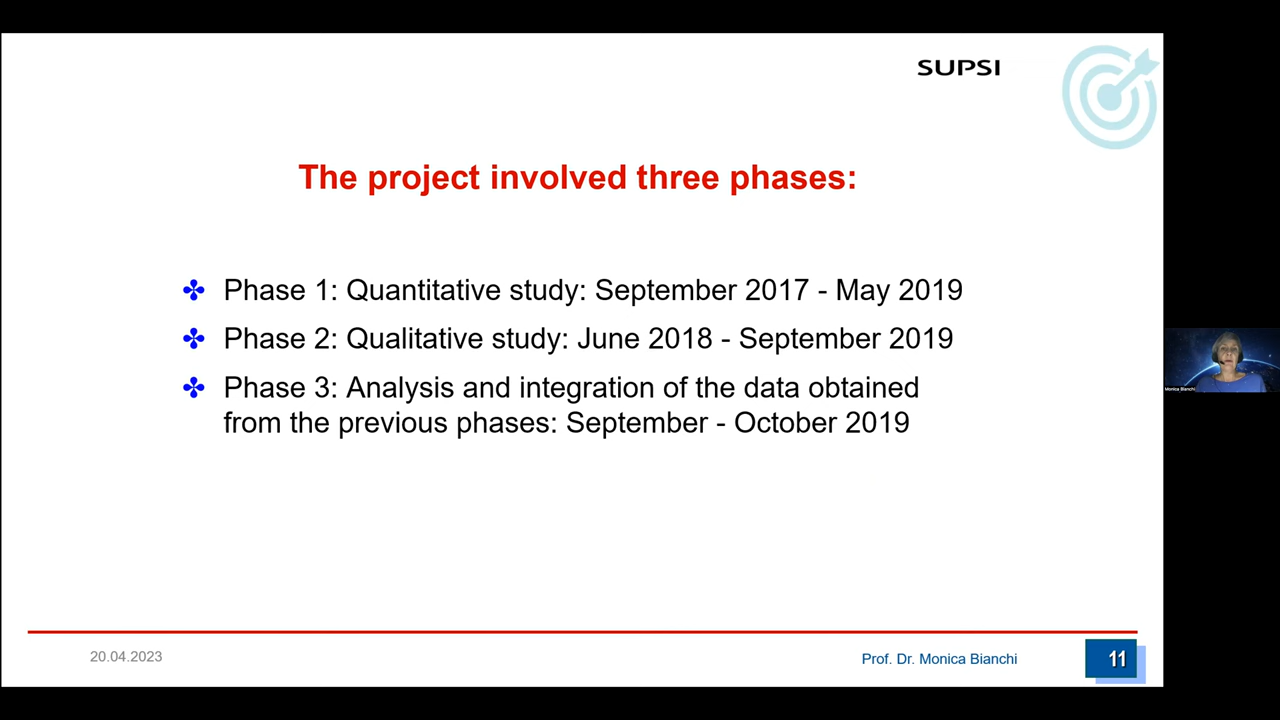 SUPSI
The project involved three phases:
Phase 1: Quantitative study: September 2017 - May 2019
Phase 2: Qualitative study: June 2018 - September 2019
Phase 3: Analysis and integration of the data obtained
from the previous phases: September - October 2019
Monica Bianchi
20.04.2023
Prof. Dr. Monica Bianchi
11